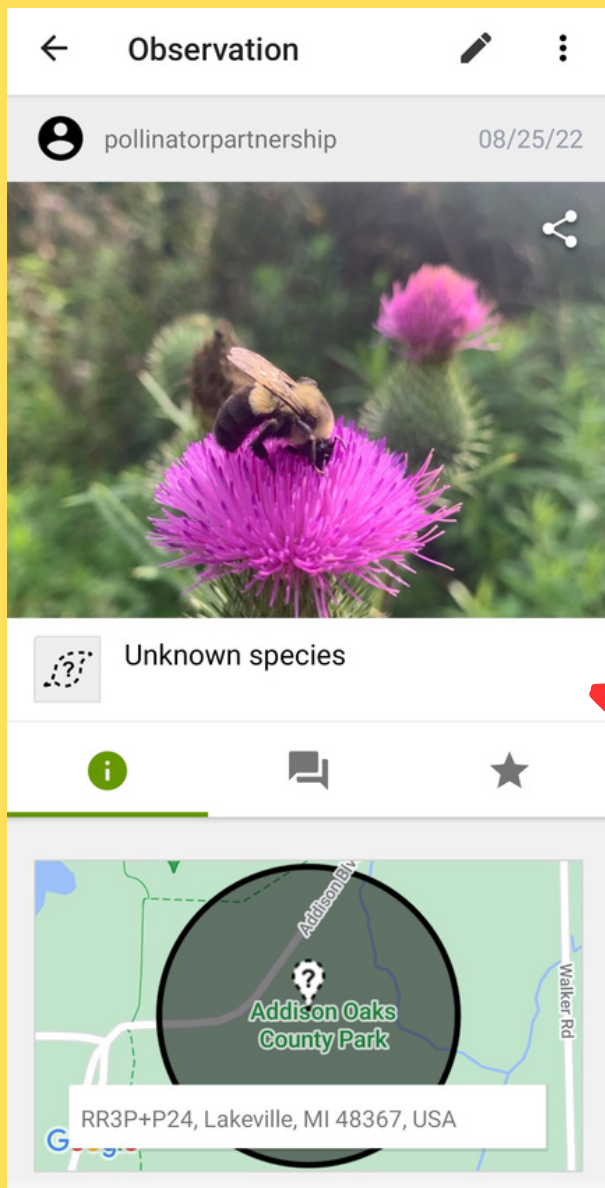 Observation
pollinatorpartnership 08/25/22
Unknown species
Addison Blv
Addison Oaks
County Park
Walker Rd
RR3P+P24, Lakeville, MI 48367, USA
Google